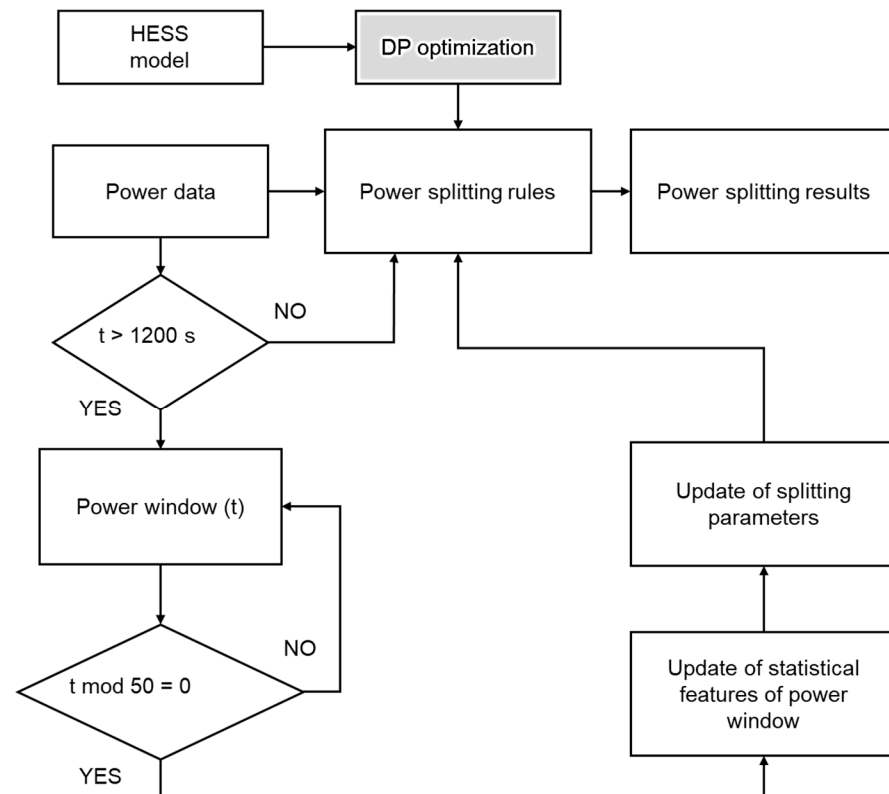 HESS
model
DP optimization
Power data
Power splitting rules
Power splitting results
t > 1200 s
NO
YES
Power window (t)
Update of splitting
parameters
t mod 50 = 0
NO
Update of statistical
features of power
window
YES